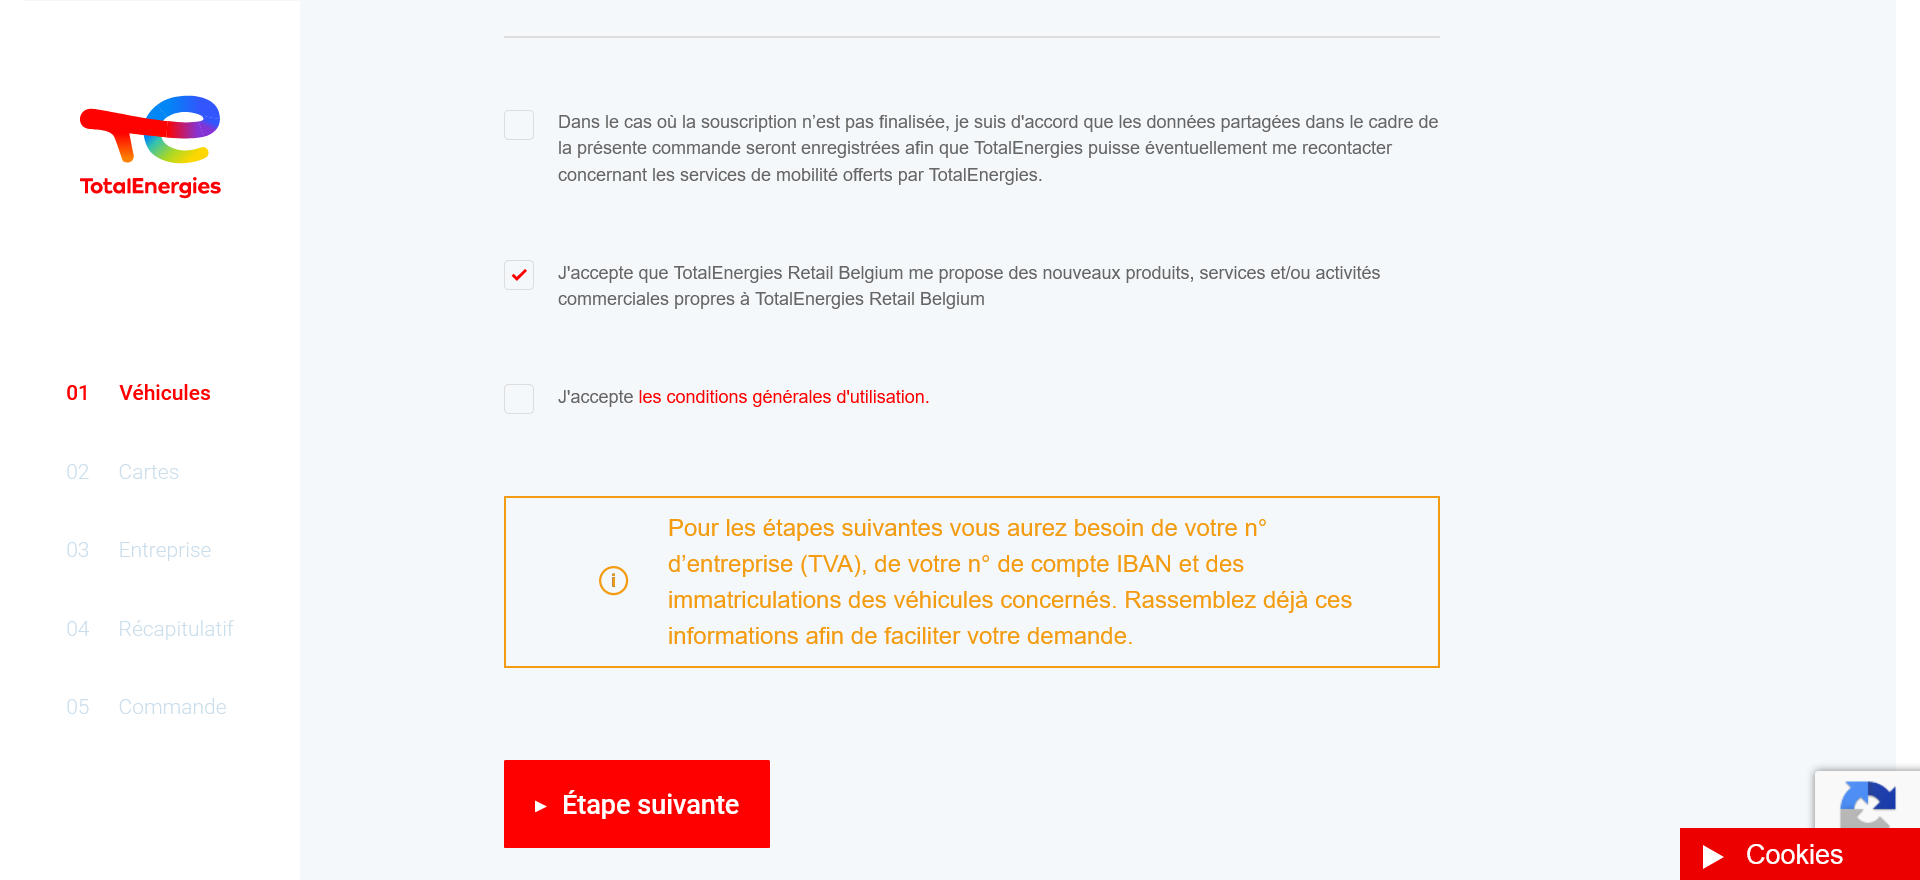 TotalEnergies
01 Véhicules
02 Cartes
03 Entreprise
04 Récapitulatif
05 Commande
Dans le cas où la souscription n’est pas finalisée, je suis d'accord que les données partagées dans le cadre de
la présente commande seront enregistrées afin que TotalEnergies puisse éventuellement me recontacter
concernant les services de mobilité offerts par TotalEnergies.
J'accepte que TotalEnergies Retail Belgium me propose des nouveaux produits, services et/ou activités
commerciales propres à TotalEnergies Retail Belgium
J'accepte les conditions générales d'utilisation.
Pour les étapes suivantes vous aurez besoin de votre n°
d’entreprise (TVA), de votre n° de compte IBAN et des
immatriculations des véhicules concernés. Rassemblez déjà ces
informations afin de faciliter votre demande.
Étape suivante
Cookies